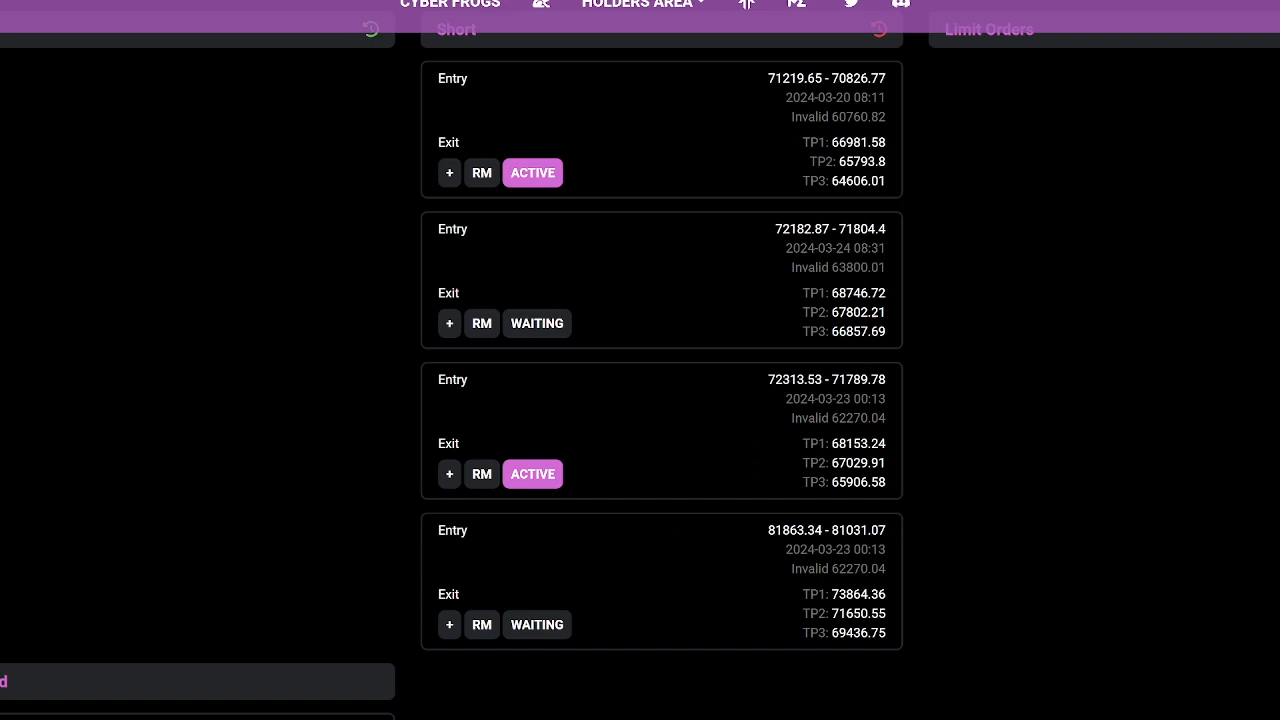 CYBER FROGS HOLDERS AREA
Short
Limit Orders
Entry 71219.65 - 70826.77
2024-03-20 08:11
Invalid 60760.82
Exit TP1: 66981.58
TP2: 65793.8
+ RM ACTIVE
TP3: 64606.01
Entry 72182.87 - 71804.4
2024-03-24 08:31
Invalid 63800.01
Exit TP1: 68746.72
TP2: 67802.21
+ RM WAITING
TP3: 66857.69
Entry 72313.53 - 71789.78
2024-03-23 00:13
Invalid 62270.04
Exit TP1: 68153.24
TP2: 67029.91
+ RM ACTIVE
TP3: 65906.58
Entry 81863.34 - 81031.07
2024-03-23 00:13
Invalid 62270.04
Exit TP1: 73864.36
TP2: 71650.55
+ RM WAITING
TP3: 69436.75
d